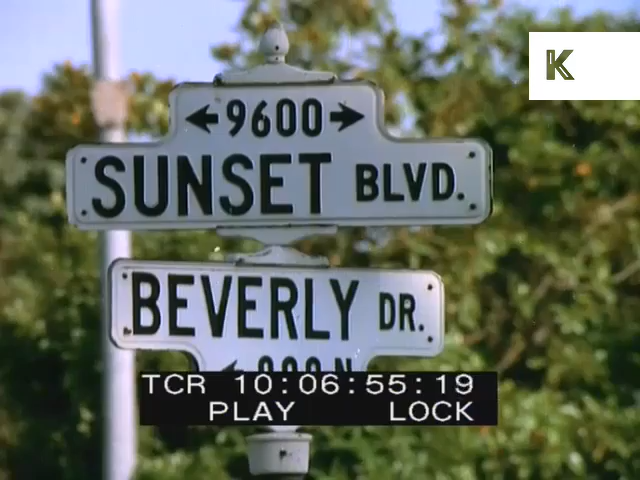 K
← 9600 →
SUNSET BLVD.
BEVERLY DR.
TCR 10:06:55:19
PLAY LOCK